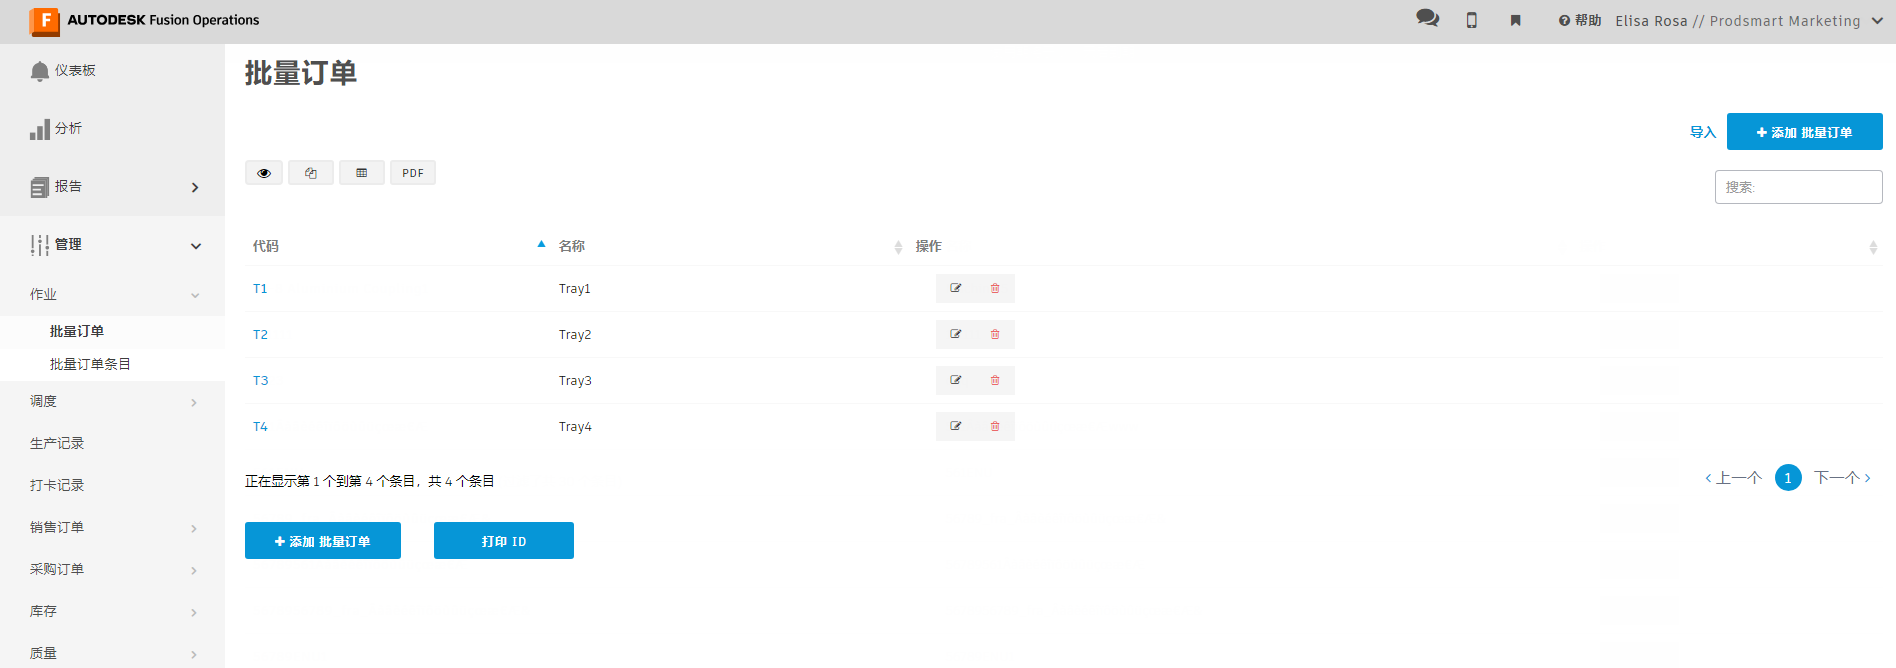 AUTODESK Fusion Operations
帮助 Elisa Rosa // Prodsmart Marketing
仪表板
分析
报告
管理
作业
批量订单
批量订单条目
调度
生产记录
打卡记录
销售订单
采购订单
库存
质量
批量订单
导入 添加 批量订单
PDF
搜索:
代码 名称 操作
T1 Tray1
T2 Tray2
T3 Tray3
T4 Tray4
正在显示第 1 个到第 4 个条目，共 4 个条目
上一个 1 下一个
添加 批量订单 打印 ID